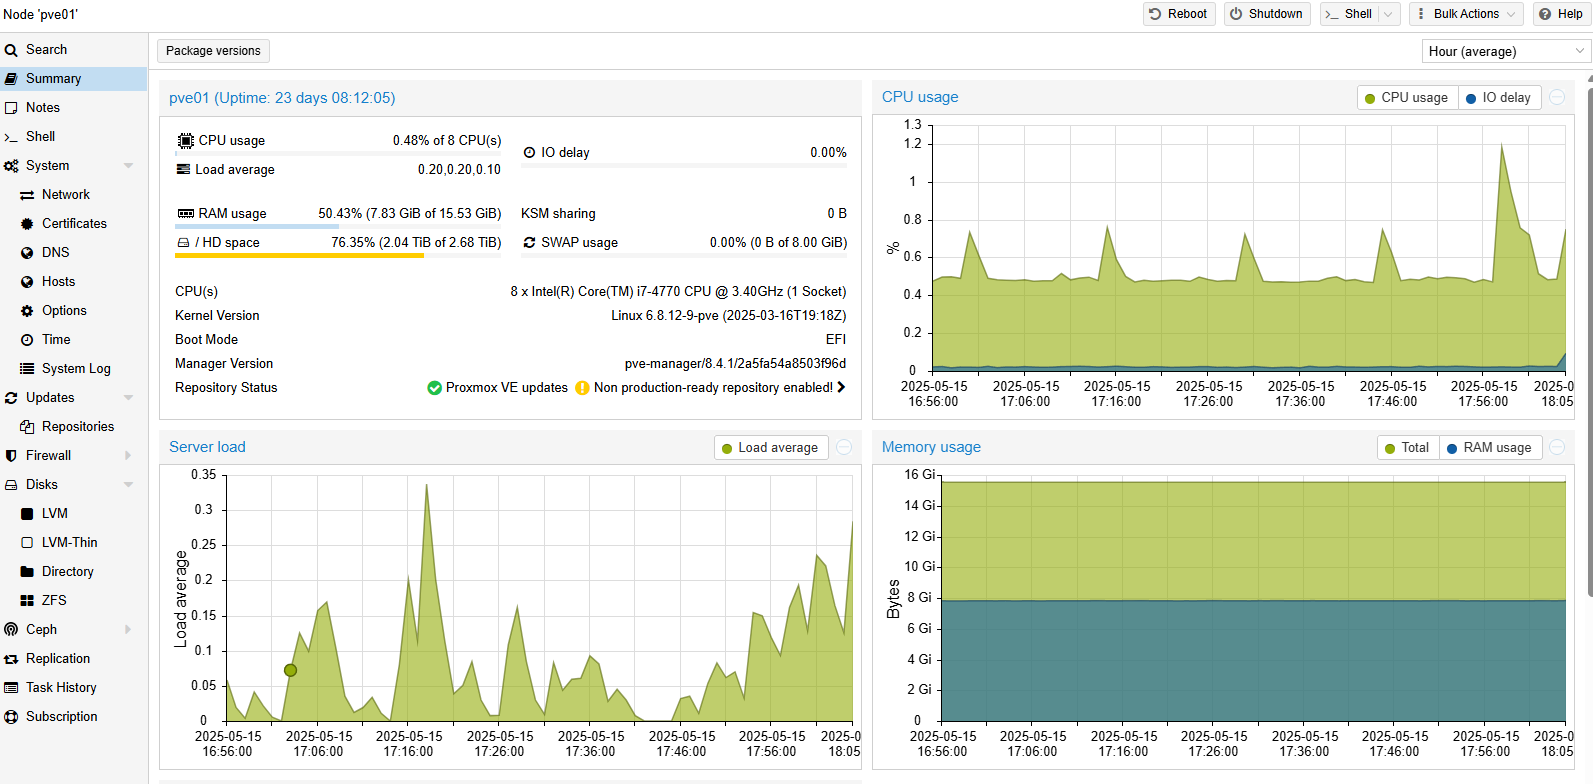 Node 'pve01'
Reboot
Shutdown
Shell
Bulk Actions
Help
Search
Summary
Notes
Shell
System
Network
Certificates
DNS
Hosts
Options
Time
System Log
Updates
Repositories
Firewall
Disks
LVM
LVM-Thin
Directory
ZFS
Ceph
Replication
Task History
Subscription
Package versions
Hour (average)
pve01 (Uptime: 23 days 08:12:05)
CPU usage 0.48% of 8 CPU(s)
Load average 0.20,0.20,0.10
IO delay 0.00%
RAM usage 50.43% (7.83 GiB of 15.53 GiB)
KSM sharing 0 B
/ HD space 76.35% (2.04 TiB of 2.68 TiB)
SWAP usage 0.00% (0 B of 8.00 GiB)
CPU(s) 8 x Intel(R) Core(TM) i7-4770 CPU @ 3.40GHz (1 Socket)
Kernel Version Linux 6.8.12-9-pve (2025-03-16T19:18Z)
Boot Mode EFI
Manager Version pve-manager/8.4.1/2a5fa54a8503f96d
Repository Status Proxmox VE updates Non production-ready repository enabled!
CPU usage
CPU usage
IO delay
1.3
1.2
1
0.8
0.6
0.4
0.2
0
%
2025-05-15 2025-05-15 2025-05-15 2025-05-15 2025-05-15 2025-05-15 2025-05-15 2025-0
16:56:00 17:06:00 17:16:00 17:26:00 17:36:00 17:46:00 17:56:00 18:05
Server load
Load average
0.35
0.3
0.25
0.2
0.15
0.1
0.05
0
Load average
2025-05-15 2025-05-15 2025-05-15 2025-05-15 2025-05-15 2025-05-15 2025-05-15 2025-0
16:56:00 17:06:00 17:16:00 17:26:00 17:36:00 17:46:00 17:56:00 18:05
Memory usage
Total
RAM usage
16 Gi
14 Gi
12 Gi
10 Gi
8 Gi
6 Gi
4 Gi
2 Gi
0
Bytes
2025-05-15 2025-05-15 2025-05-15 2025-05-15 2025-05-15 2025-05-15 2025-05-15 2025-0
16:56:00 17:06:00 17:16:00 17:26:00 17:36:00 17:46:00 17:56:00 18:05